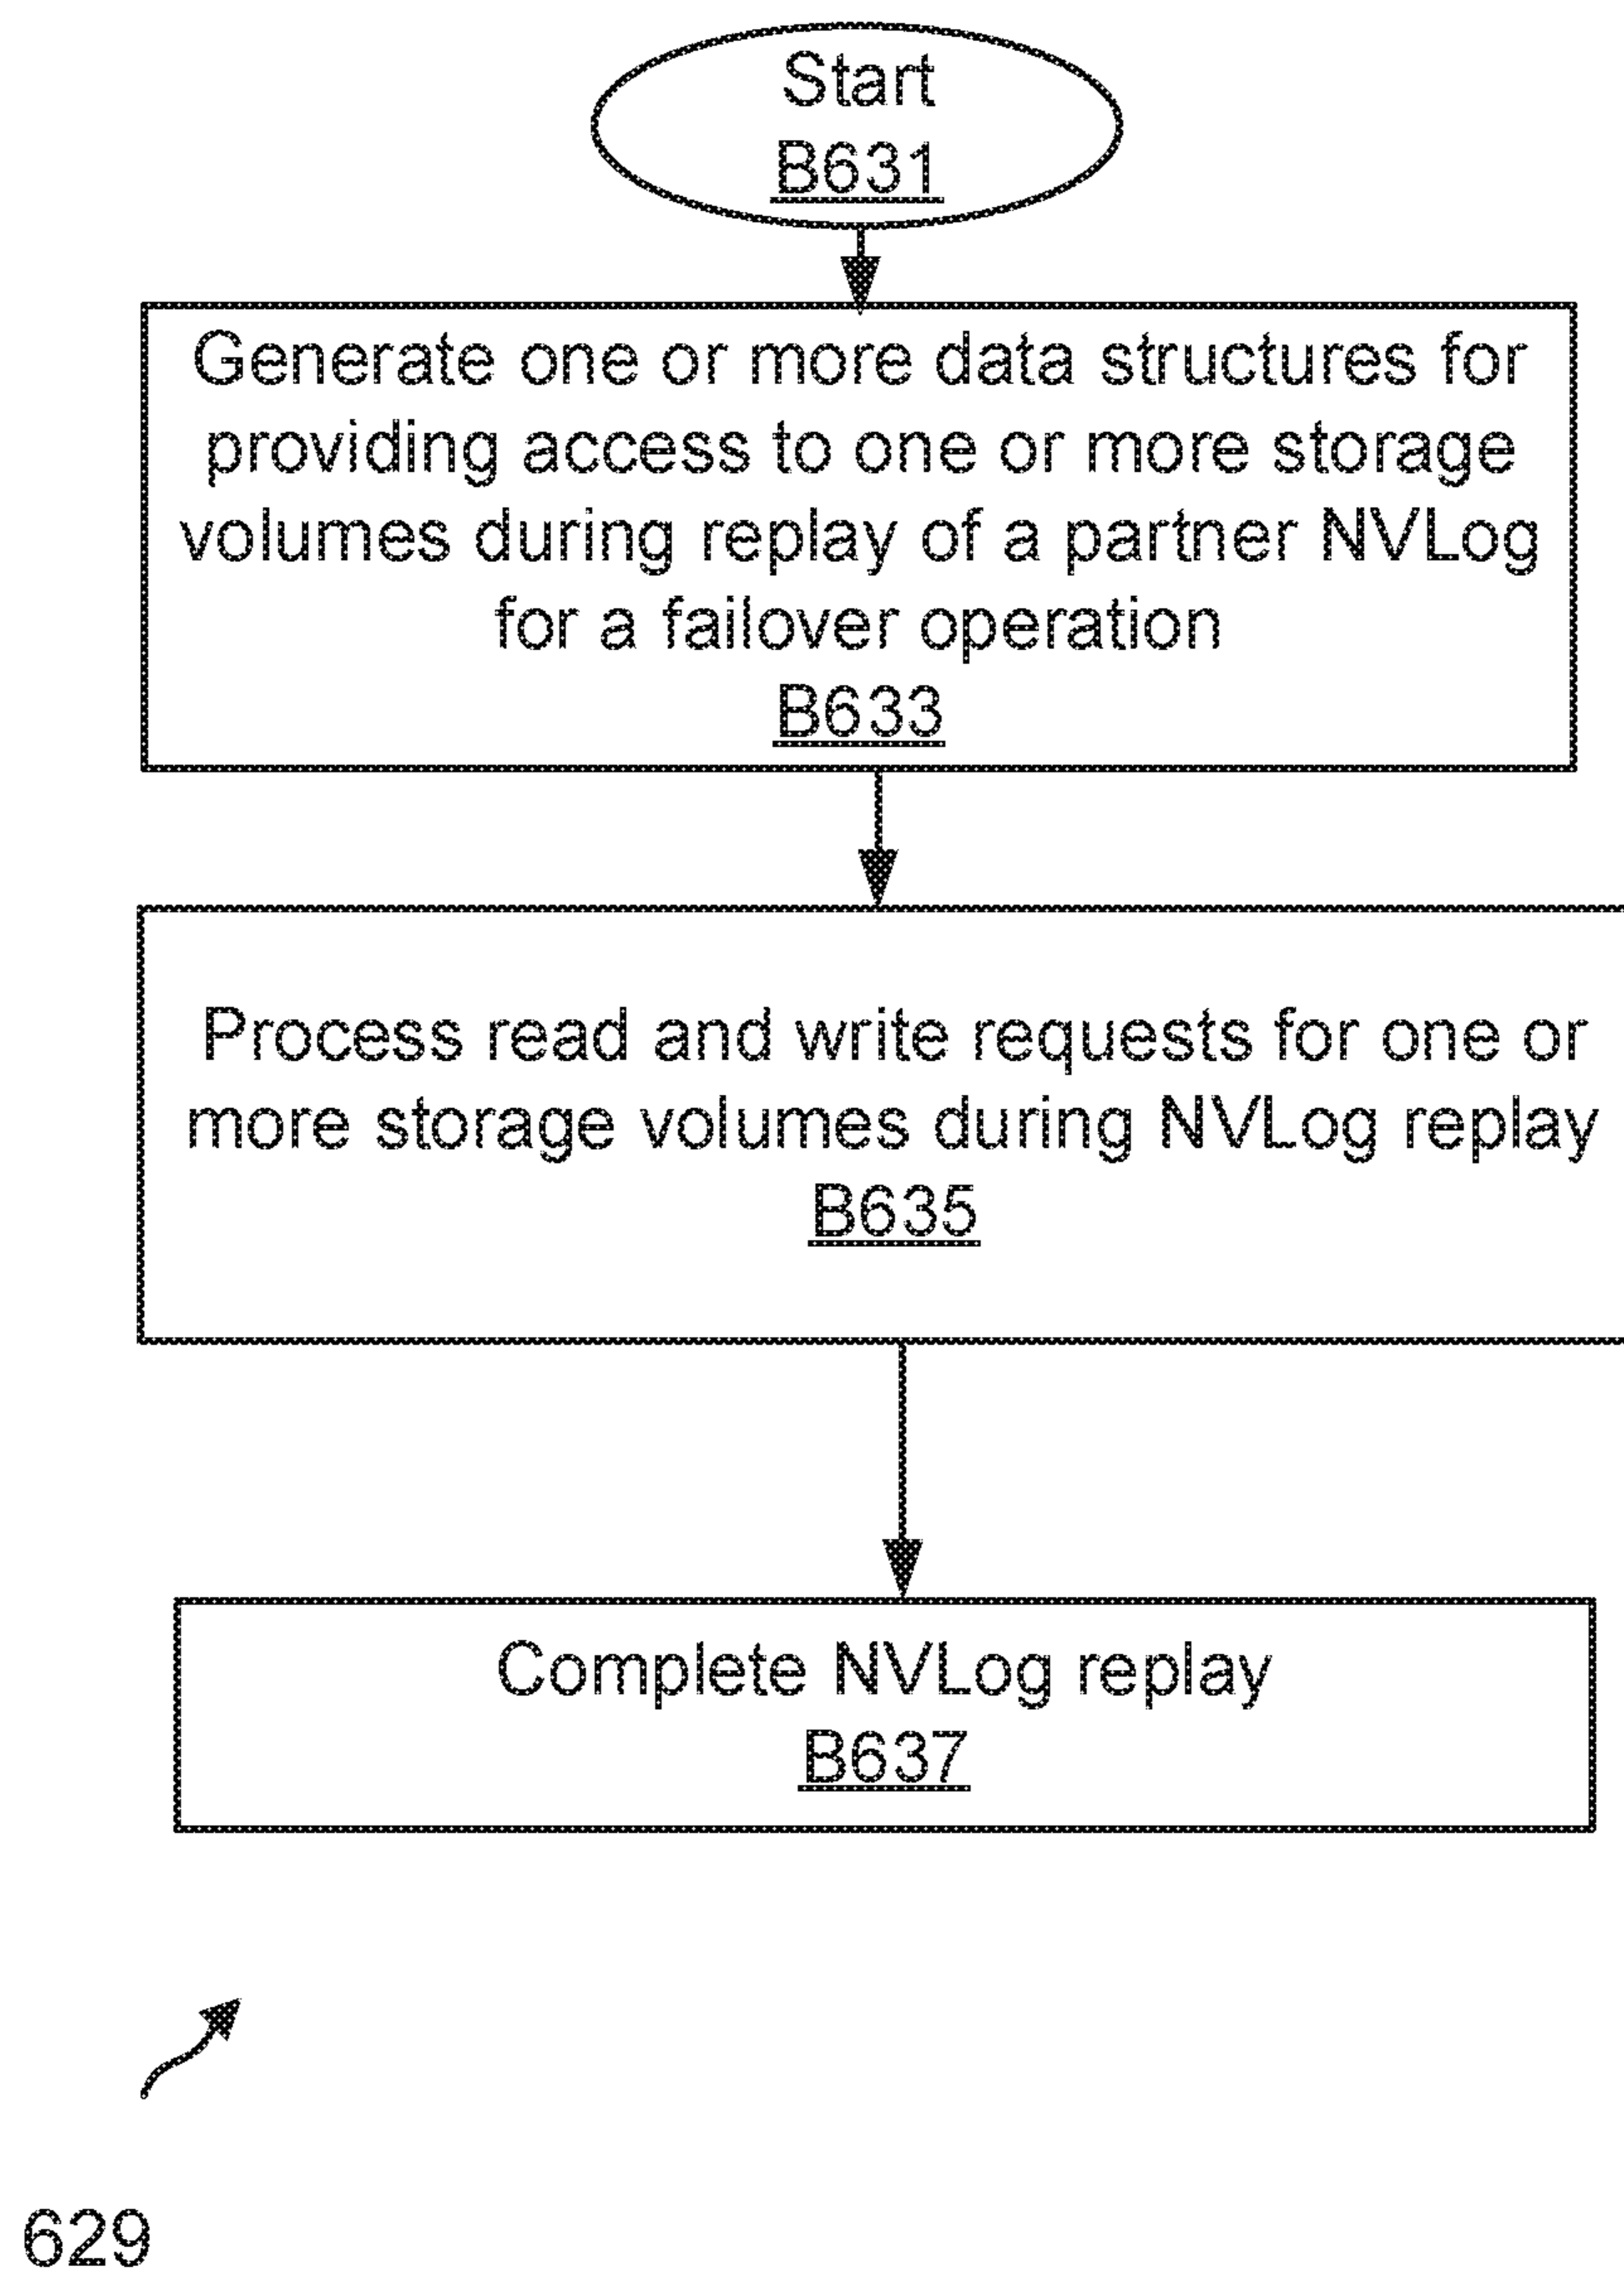 Start
B631
Generate one or more data structures for
providing access to one or more storage
volumes during replay of a partner NVLog
for a failover operation
B633
Process read and write requests for one or
more storage volumes during NVLog replay
B635
Complete NVLog replay
B637
629